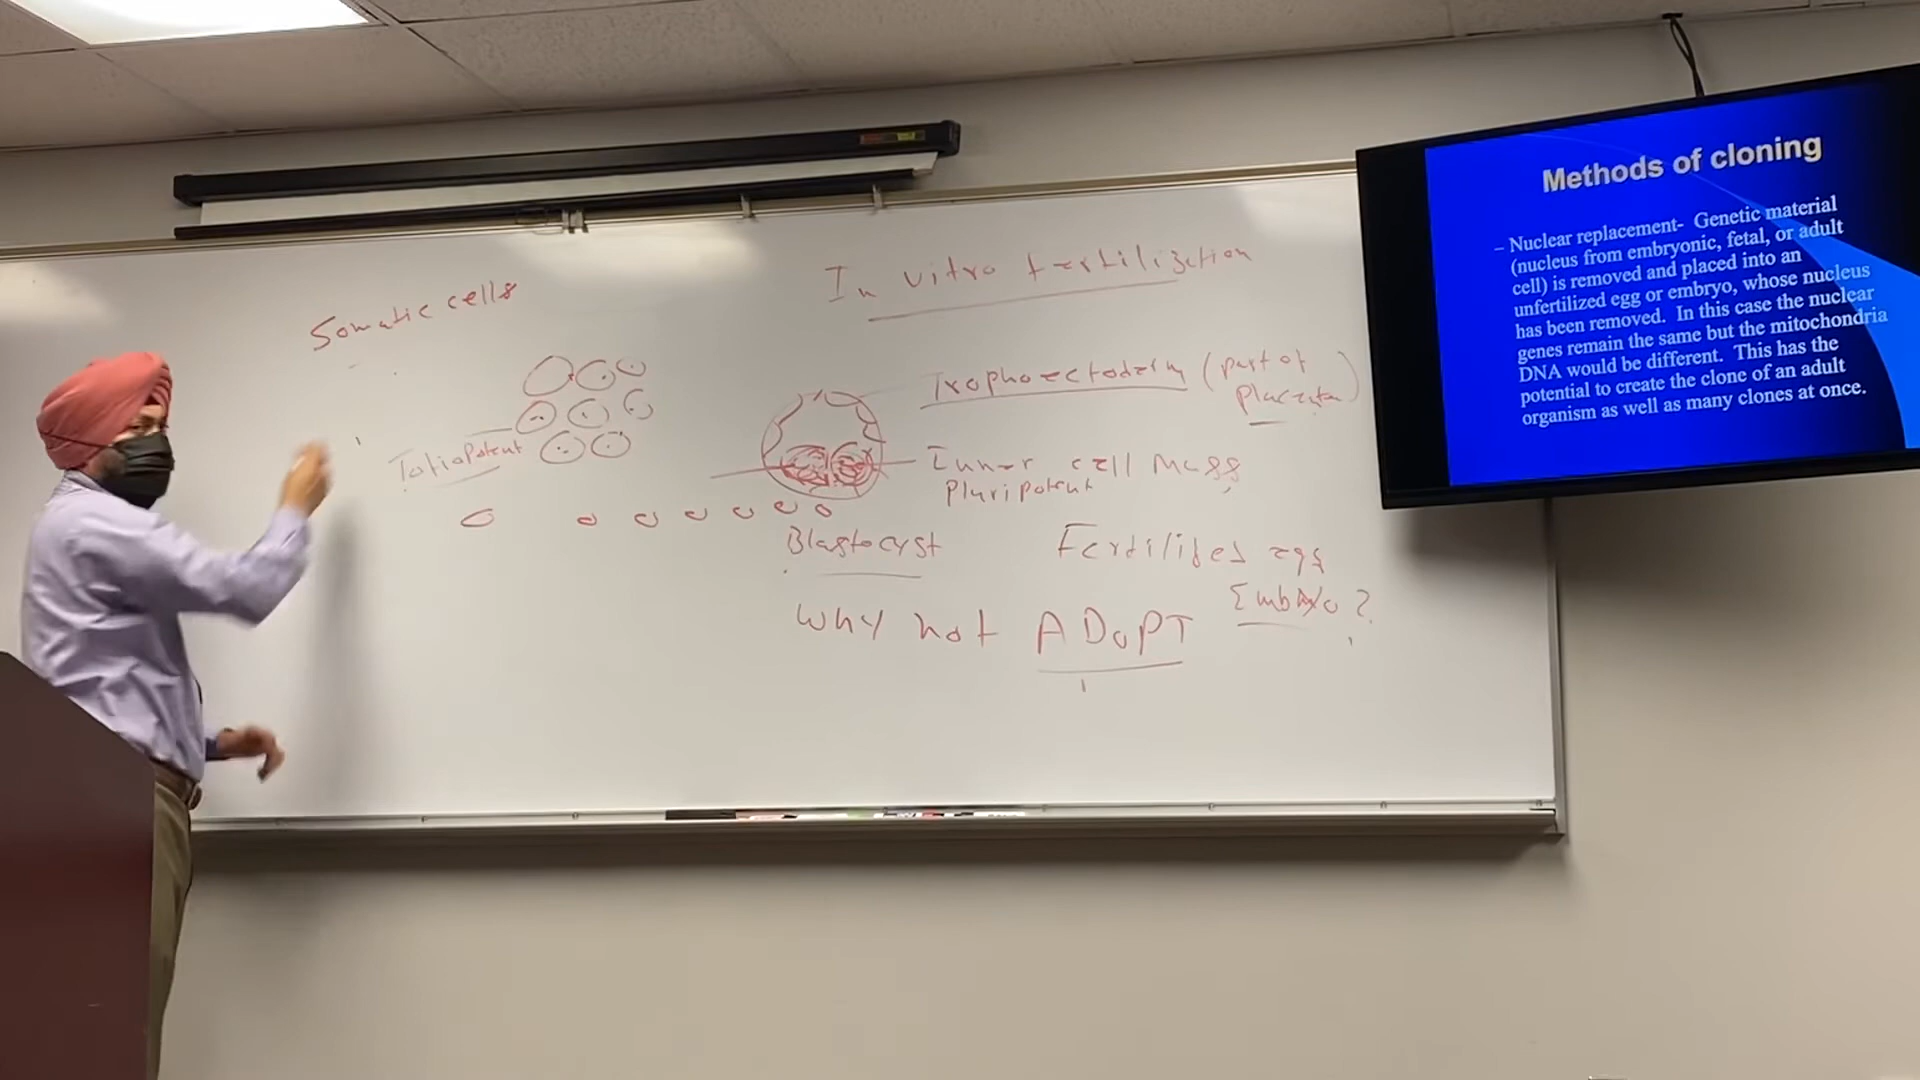 Somatic cells
Totiopotent
In vitro fertilization
Trophoectoderm (part of
placenta)
Inner cell Mass
Pluripotent
Blastocyst
Fertilized egg
Embryo?
Why not ADOPT
Methods of cloning
– Nuclear replacement- Genetic material
(nucleus from embryonic, fetal, or adult
cell) is removed and placed into an
unfertilized egg or embryo, whose nucleus
has been removed. In this case the nuclear
genes remain the same but the mitochondria
DNA would be different. This has the
potential to create the clone of an adult
organism as well as many clones at once.